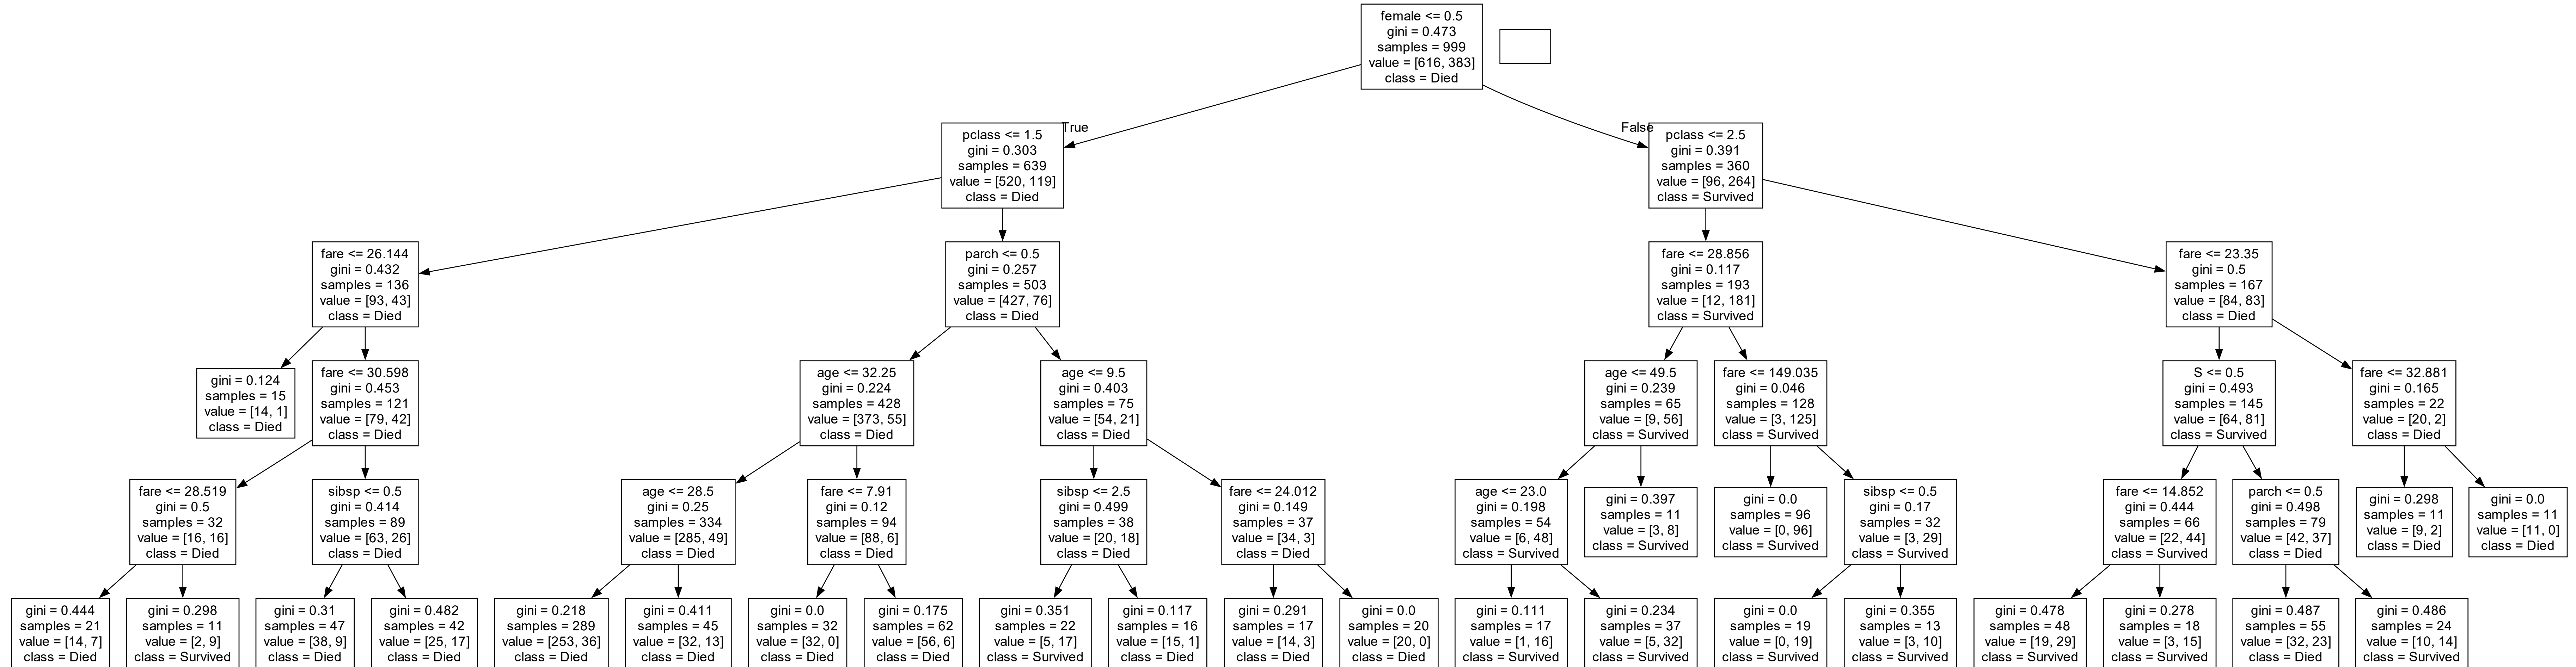 female <= 0.5
gini = 0.473
samples = 999
value = [616, 383]
class = Died
True
False
pclass <= 1.5
gini = 0.303
samples = 639
value = [520, 119]
class = Died
pclass <= 2.5
gini = 0.391
samples = 360
value = [96, 264]
class = Survived
fare <= 26.144
gini = 0.432
samples = 136
value = [93, 43]
class = Died
parch <= 0.5
gini = 0.257
samples = 503
value = [427, 76]
class = Died
fare <= 28.856
gini = 0.117
samples = 193
value = [12, 181]
class = Survived
fare <= 23.35
gini = 0.5
samples = 167
value = [84, 83]
class = Died
gini = 0.124
samples = 15
value = [14, 1]
class = Died
fare <= 30.598
gini = 0.453
samples = 121
value = [79, 42]
class = Died
age <= 32.25
gini = 0.224
samples = 428
value = [373, 55]
class = Died
age <= 9.5
gini = 0.403
samples = 75
value = [54, 21]
class = Died
age <= 49.5
gini = 0.239
samples = 65
value = [9, 56]
class = Survived
fare <= 149.035
gini = 0.046
samples = 128
value = [3, 125]
class = Survived
S <= 0.5
gini = 0.493
samples = 145
value = [64, 81]
class = Survived
fare <= 32.881
gini = 0.165
samples = 22
value = [20, 2]
class = Died
fare <= 28.519
gini = 0.5
samples = 32
value = [16, 16]
class = Died
sibsp <= 0.5
gini = 0.414
samples = 89
value = [63, 26]
class = Died
age <= 28.5
gini = 0.25
samples = 334
value = [285, 49]
class = Died
fare <= 7.91
gini = 0.12
samples = 94
value = [88, 6]
class = Died
sibsp <= 2.5
gini = 0.499
samples = 38
value = [20, 18]
class = Died
fare <= 24.012
gini = 0.149
samples = 37
value = [34, 3]
class = Died
age <= 23.0
gini = 0.198
samples = 54
value = [6, 48]
class = Survived
gini = 0.397
samples = 11
value = [3, 8]
class = Survived
gini = 0.0
samples = 96
value = [0, 96]
class = Survived
sibsp <= 0.5
gini = 0.17
samples = 32
value = [3, 29]
class = Survived
fare <= 14.852
gini = 0.444
samples = 66
value = [22, 44]
class = Survived
parch <= 0.5
gini = 0.498
samples = 79
value = [42, 37]
class = Died
gini = 0.298
samples = 11
value = [9, 2]
class = Died
gini = 0.0
samples = 11
value = [11, 0]
class = Died
gini = 0.444
samples = 21
value = [14, 7]
class = Died
gini = 0.298
samples = 11
value = [2, 9]
class = Survived
gini = 0.31
samples = 47
value = [38, 9]
class = Died
gini = 0.482
samples = 42
value = [25, 17]
class = Died
gini = 0.218
samples = 289
value = [253, 36]
class = Died
gini = 0.411
samples = 45
value = [32, 13]
class = Died
gini = 0.0
samples = 32
value = [32, 0]
class = Died
gini = 0.175
samples = 62
value = [56, 6]
class = Died
gini = 0.351
samples = 22
value = [5, 17]
class = Survived
gini = 0.117
samples = 16
value = [15, 1]
class = Died
gini = 0.291
samples = 17
value = [14, 3]
class = Died
gini = 0.0
samples = 20
value = [20, 0]
class = Died
gini = 0.111
samples = 17
value = [1, 16]
class = Survived
gini = 0.234
samples = 37
value = [5, 32]
class = Survived
gini = 0.0
samples = 19
value = [0, 19]
class = Survived
gini = 0.355
samples = 13
value = [3, 10]
class = Survived
gini = 0.478
samples = 48
value = [19, 29]
class = Survived
gini = 0.278
samples = 18
value = [3, 15]
class = Survived
gini = 0.487
samples = 55
value = [32, 23]
class = Died
gini = 0.486
samples = 24
value = [10, 14]
class = Survived